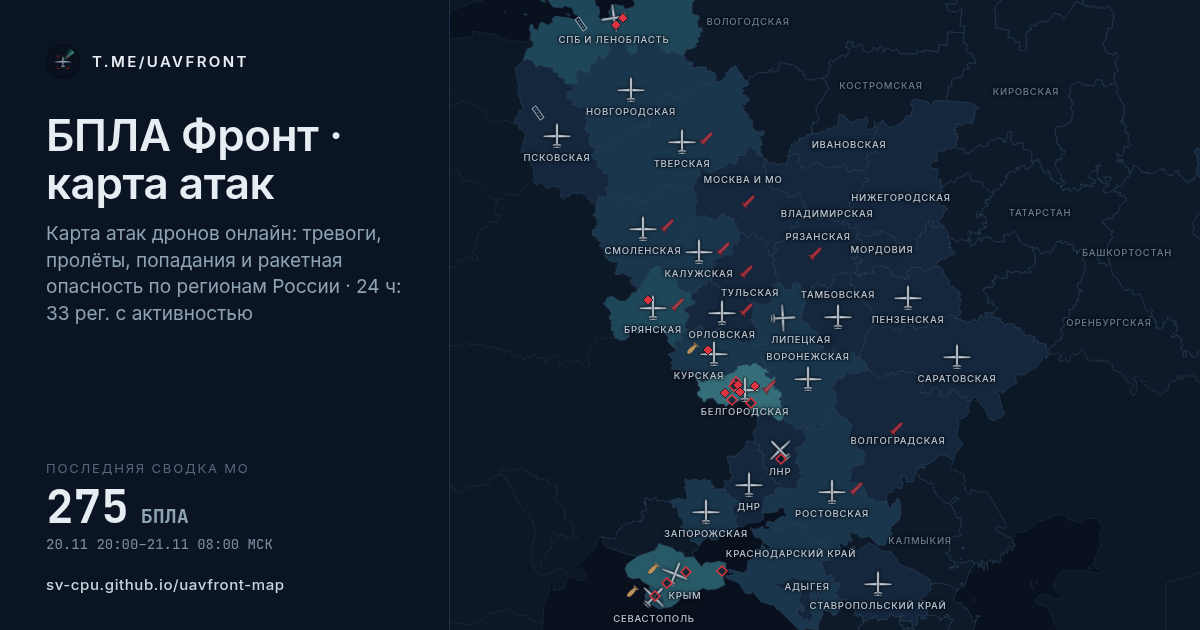 T.ME/UAVFRONT
БПЛА Фронт ·
карта атак
Карта атак дронов онлайн: тревоги,
пролёты, попадания и ракетная
опасность по регионам России · 24 ч:
33 рег. с активностью
ПОСЛЕДНЯЯ СВОДКА МО
275 БПЛА
20.11 20:00–21.11 08:00 МСК
sv-cpu.github.io/uavfront-map
ВОЛОГОДСКАЯ
СПБ И ЛЕНОБЛАСТЬ
КОСТРОМСКАЯ
КИРОВСКАЯ
НОВГОРОДСКАЯ
ИВАНОВСКАЯ
ПСКОВСКАЯ
ТВЕРСКАЯ
МОСКВА И МО
НИЖЕГОРОДСКАЯ
ВЛАДИМИРСКАЯ
ТАТАРСТАН
РЯЗАНСКАЯ
СМОЛЕНСКАЯ
МОРДОВИЯ
БАШКОРТОСТАН
КАЛУЖСКАЯ
ТУЛЬСКАЯ
ТАМБОВСКАЯ
ПЕНЗЕНСКАЯ
ОРЕНБУРГСКАЯ
БРЯНСКАЯ
ОРЛОВСКАЯ
ЛИПЕЦКАЯ
ВОРОНЕЖСКАЯ
КУРСКАЯ
САРАТОВСКАЯ
БЕЛГОРОДСКАЯ
ВОЛГОГРАДСКАЯ
ЛНР
ДНР
РОСТОВСКАЯ
ЗАПОРОЖСКАЯ
КАЛМЫКИЯ
КРАСНОДАРСКИЙ КРАЙ
АДЫГЕЯ
КРЫМ
СТАВРОПОЛЬСКИЙ КРАЙ
СЕВАСТОПОЛЬ